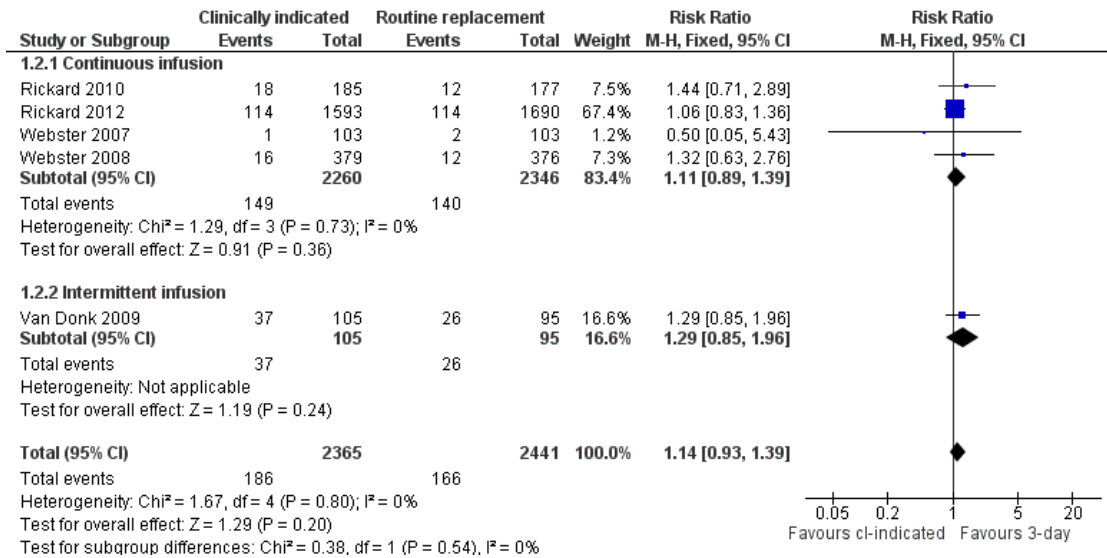 Clinically indicated Routine replacement Risk Ratio Risk Ratio
Study or Subgroup Events Total Events Total Weight M-H, Fixed, 95% CI M-H, Fixed, 95% CI
1.2.1 Continuous infusion
Rickard 2010 18 185 12 177 7.5% 1.44 [0.71, 2.89]
Rickard 2012 114 1593 114 1690 67.4% 1.06 [0.83, 1.36]
Webster 2007 1 103 2 103 1.2% 0.50 [0.05, 5.43]
Webster 2008 16 379 12 376 7.3% 1.32 [0.63, 2.76]
Subtotal (95% CI) 2260 2346 83.4% 1.11 [0.89, 1.39]
Total events 149 140
Heterogeneity: Chi² = 1.29, df = 3 (P = 0.73); I² = 0%
Test for overall effect: Z = 0.91 (P = 0.36)
1.2.2 Intermittent infusion
Van Donk 2009 37 105 26 95 16.6% 1.29 [0.85, 1.96]
Subtotal (95% CI) 105 95 16.6% 1.29 [0.85, 1.96]
Total events 37 26
Heterogeneity: Not applicable
Test for overall effect: Z = 1.19 (P = 0.24)
Total (95% CI) 2365 2441 100.0% 1.14 [0.93, 1.39]
Total events 186 166
Heterogeneity: Chi² = 1.67, df = 4 (P = 0.80); I² = 0%
Test for overall effect: Z = 1.29 (P = 0.20)
Test for subgroup differences: Chi² = 0.38, df = 1 (P = 0.54), I² = 0%
0.05 0.2 1 5 20
Favours cl-indicated Favours 3-day